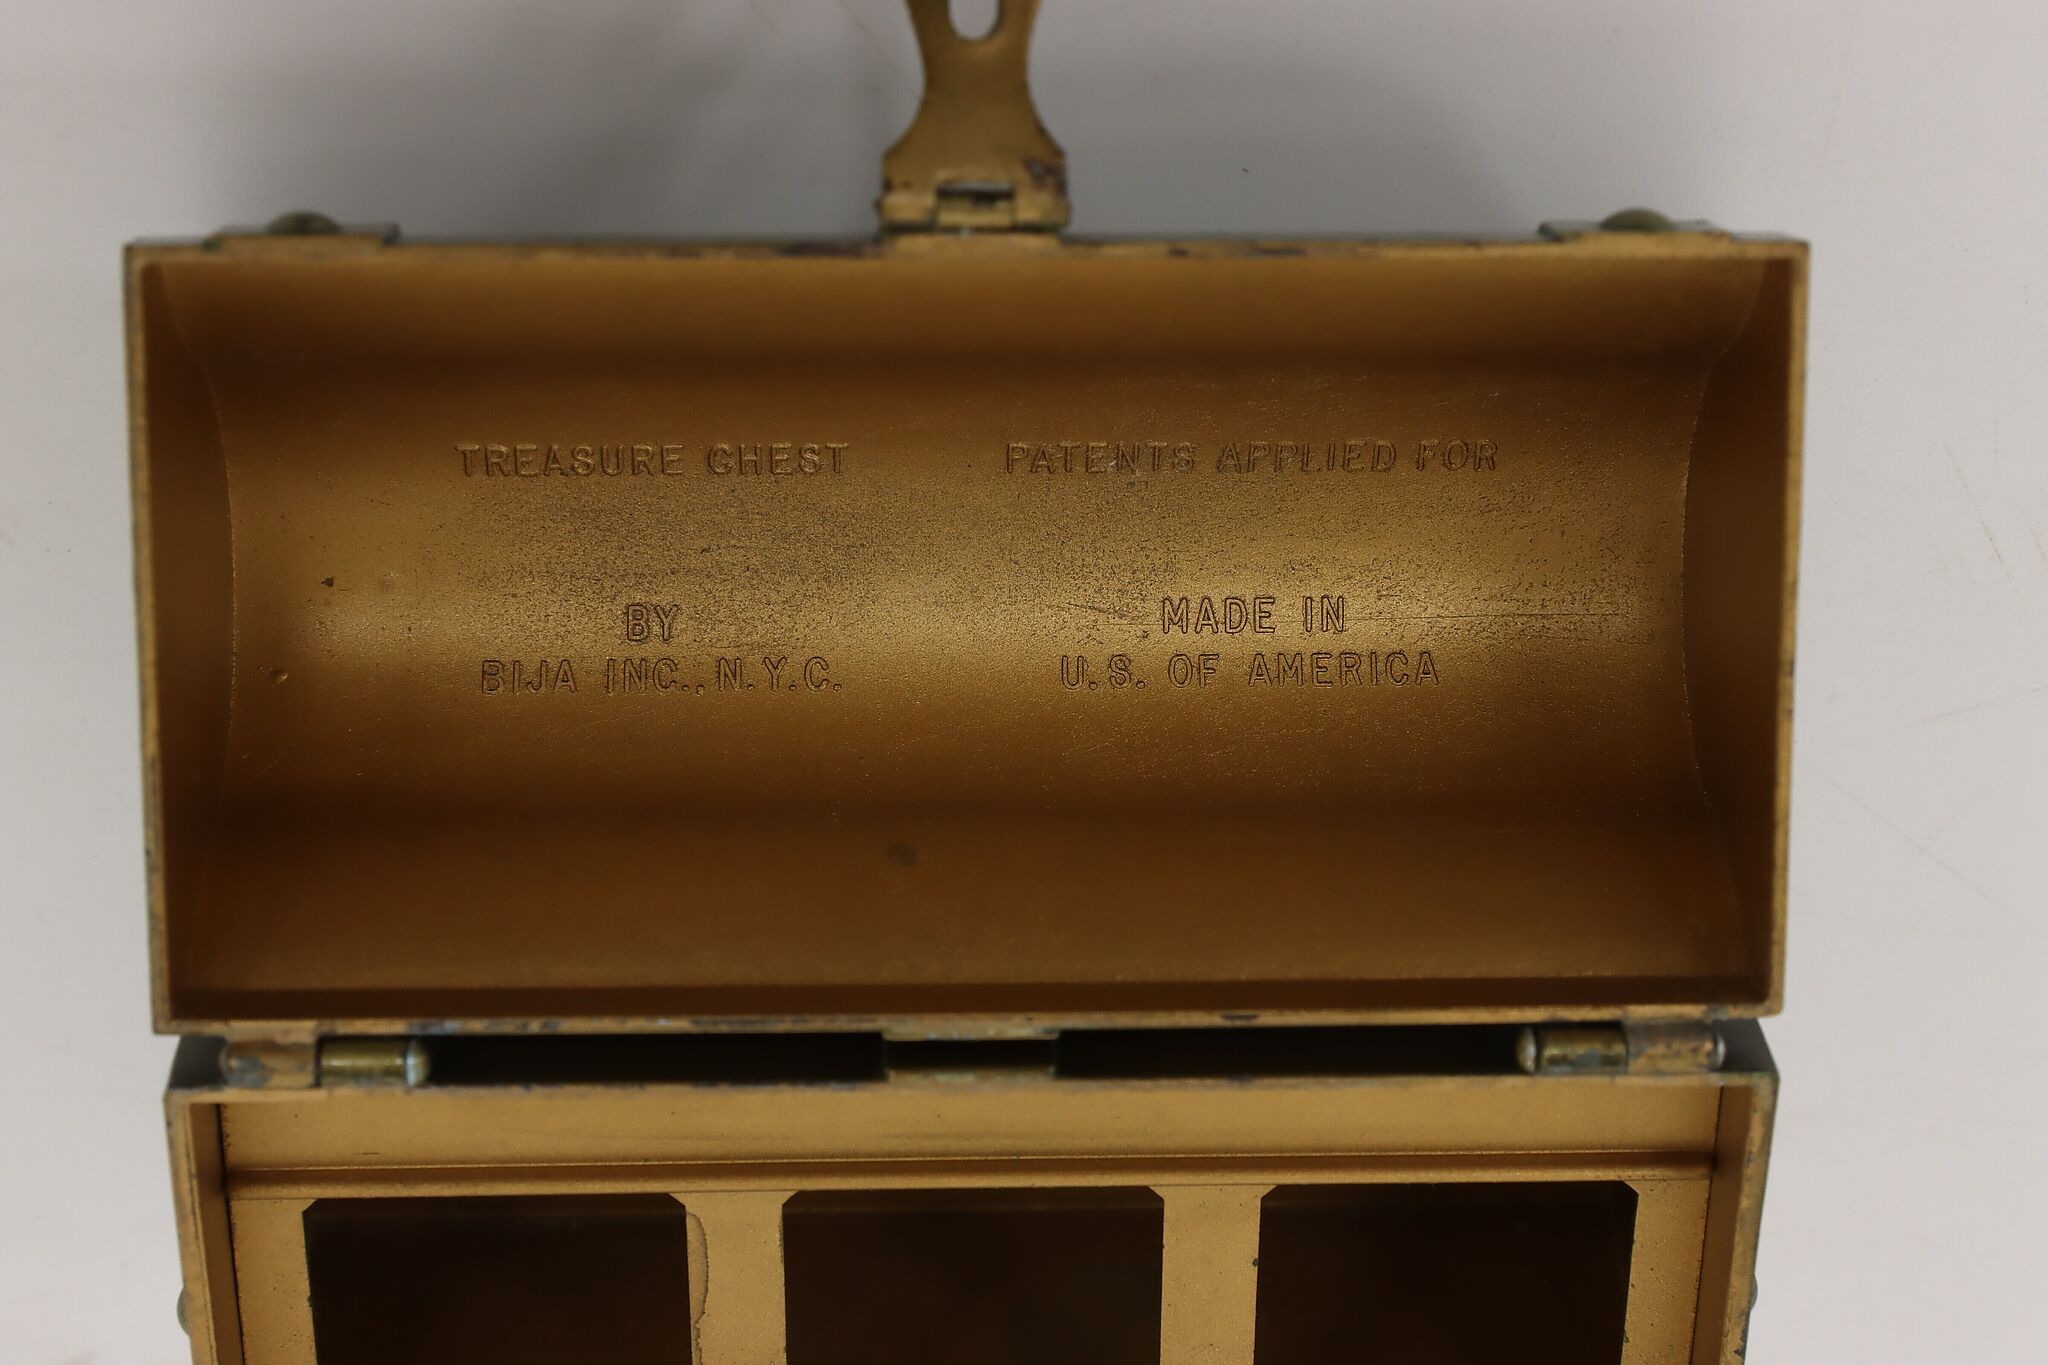 TREASURE CHEST
BY
BIJA INC., N.Y.C.
PATENTS APPLIED FOR
MADE IN
U.S. OF AMERICA